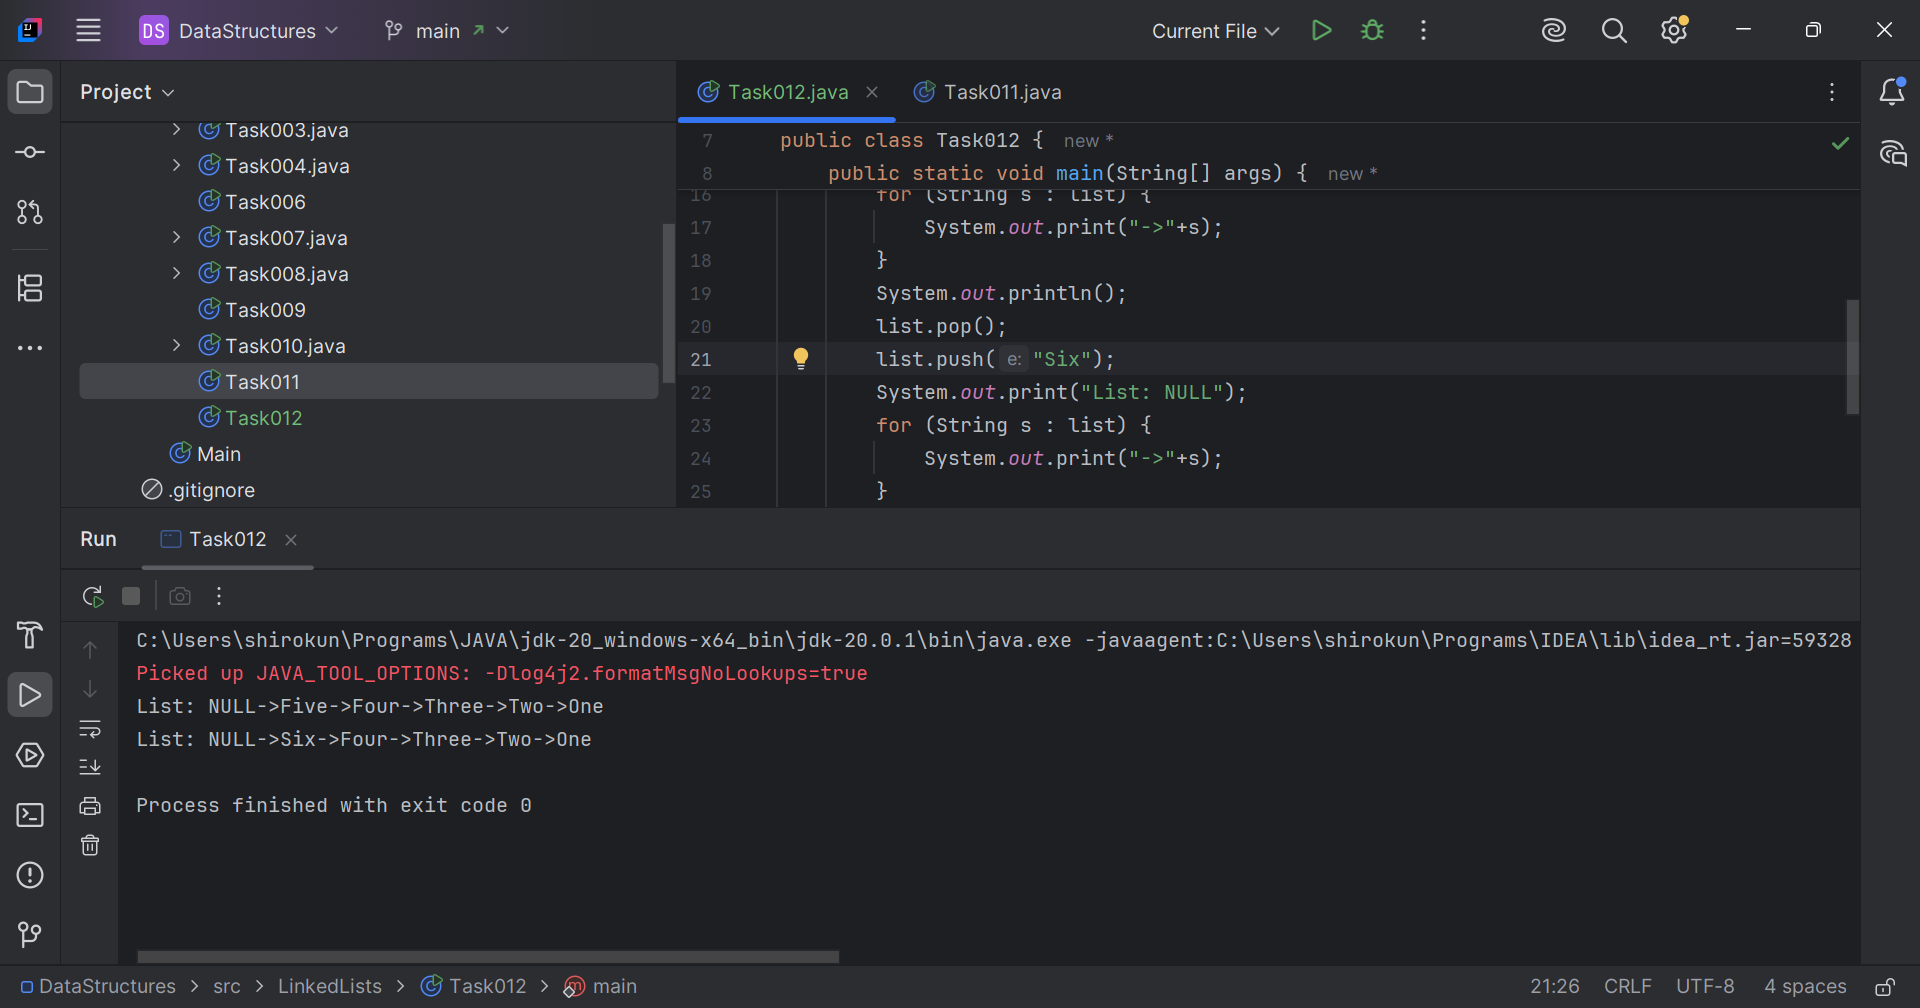 DS DataStructures main Current File
Project
Task003.java
Task004.java
Task006
Task007.java
Task008.java
Task009
Task010.java
Task011
Task012
Main
.gitignore
Task012.java Task011.java
7 public class Task012 { new *
8 public static void main(String[] args) { new *
16 for (String s : list) {
17 System.out.print("->"+s);
18 }
19 System.out.println();
20 list.pop();
21 list.push( e: "Six");
22 System.out.print("List: NULL");
23 for (String s : list) {
24 System.out.print("->"+s);
25 }
Run Task012
C:\Users\shirokun\Programs\JAVA\jdk-20_windows-x64_bin\jdk-20.0.1\bin\java.exe -javaagent:C:\Users\shirokun\Programs\IDEA\lib\idea_rt.jar=59328
Picked up JAVA_TOOL_OPTIONS: -Dlog4j2.formatMsgNoLookups=true
List: NULL->Five->Four->Three->Two->One
List: NULL->Six->Four->Three->Two->One
Process finished with exit code 0
DataStructures > src > LinkedLists > Task012 > main 21:26 CRLF UTF-8 4 spaces